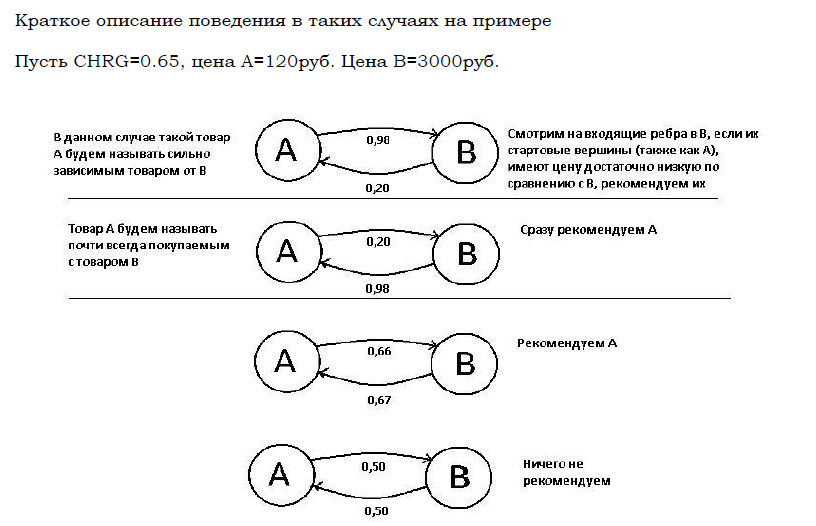 Краткое описание поведения в таких случаях на примере
Пусть CHRG=0.65, цена А=120руб. Цена В=3000руб.
В данном случае такой товар
А будем называть сильно
зависимым товаром от В
A
0,98
0,20
B
Смотрим на входящие ребра в В, если их
стартовые вершины (также как А),
имеют цену достаточно низкую по
сравнению с В, рекомендуем их
Товар А будем называть
почти всегда покупаемым
с товаром В
A
0,20
0,98
B
Сразу рекомендуем А
A
0,66
0,67
B
Рекомендуем А
A
0,50
0,50
B
Ничего не
рекомендуем